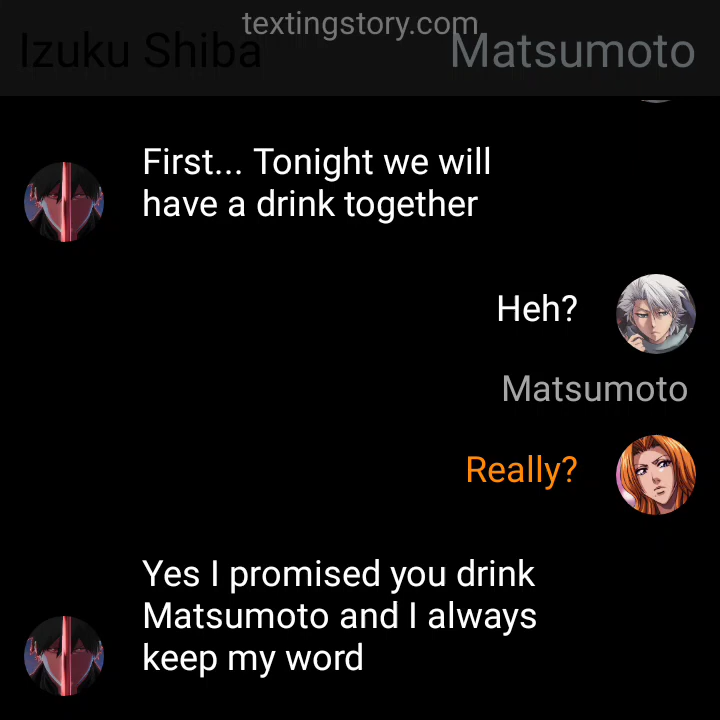 textingstory.com
Izuku Shiba
Matsumoto
First... Tonight we will
have a drink together
Heh?
Matsumoto
Really?
Yes I promised you drink
Matsumoto and I always
keep my word